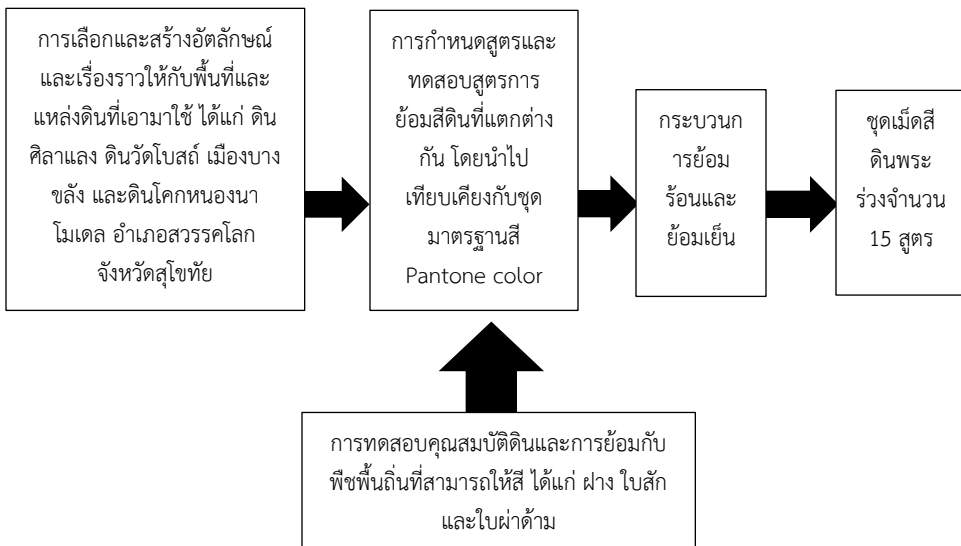 การเลือกและสร้างอัตลักษณ์
และเรื่องราวให้กับพื้นที่และ
แหล่งดินที่เอามาใช้ ได้แก่ ดิน
ศิลาแลง ดินวัดโบสถ์ เมืองบาง
ขลัง และดินโคกหนองนา
โมเดล อำเภอสวรรคโลก
จังหวัดสุโขทัย
การกำหนดสูตรและ
ทดสอบสูตรการ
ย้อมสีดินที่แตกต่าง
กัน โดยนำไป
เทียบเคียงกับชุด
มาตรฐานสี
Pantone color
กระบวนก
ารย้อม
ร้อนและ
ย้อมเย็น
ชุดเม็ดสี
ดินพระ
ร่วงจำนวน
15 สูตร
การทดสอบคุณสมบัติดินและการย้อมกับ
พืชพื้นถิ่นที่สามารถให้สี ได้แก่ ฝาง ใบสัก
และใบผ่าด้าม